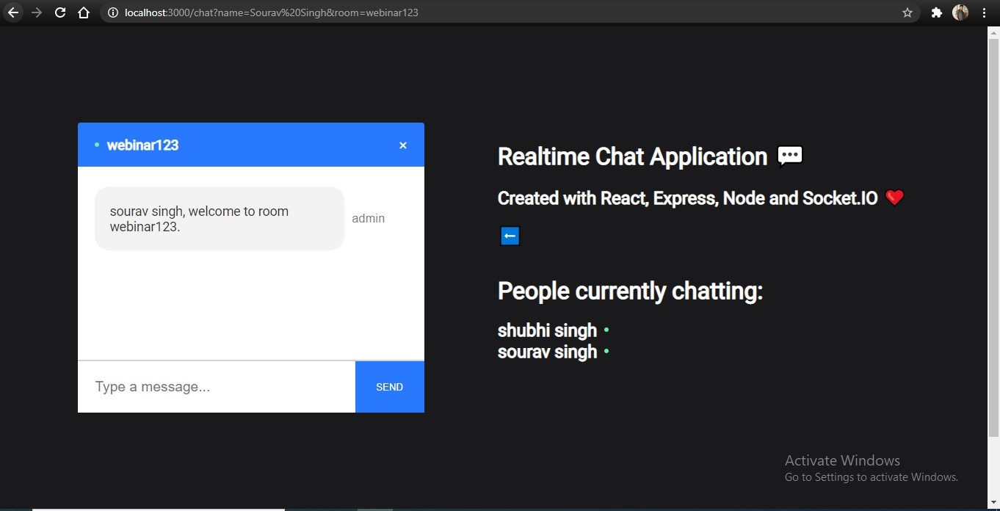 localhost:3000/chat?name=Sourav%20Singh&room=webinar123
webinar123
×
sourav singh, welcome to room
webinar123.
admin
Type a message...
SEND
Realtime Chat Application 💬
Created with React, Express, Node and Socket.IO ❤️
⬅️
People currently chatting:
shubhi singh
sourav singh
Activate Windows
Go to Settings to activate Windows.